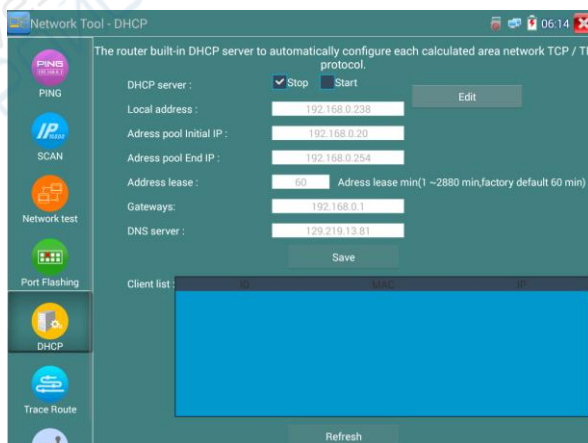 Network Tool - DHCP
06:14
The router built-in DHCP server to automatically configure each calculated area network TCP /
protocol.
PING
PING
DHCP server :
Stop
Start
Edit
Local address :
192.168.0.238
Adress pool Initial IP :
192.168.0.20
IP
SCAN
Adress pool End IP :
192.168.0.254
Address lease :
60
Adress lease min(1 ~2880 min,factory default 60 min)
Gateways:
192.168.0.1
Network test
DNS server :
129.219.13.81
Save
Port Flashing
Client list :
IG
MAC
IP
DHCP
Trace Route
Refresh